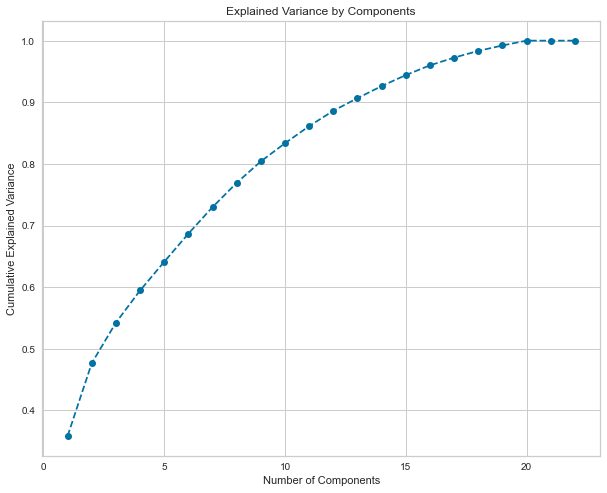 Explained Variance by Components
Cumulative Explained Variance
1.0
0.9
0.8
0.7
0.6
0.5
0.4
0 5 10 15 20
Number of Components